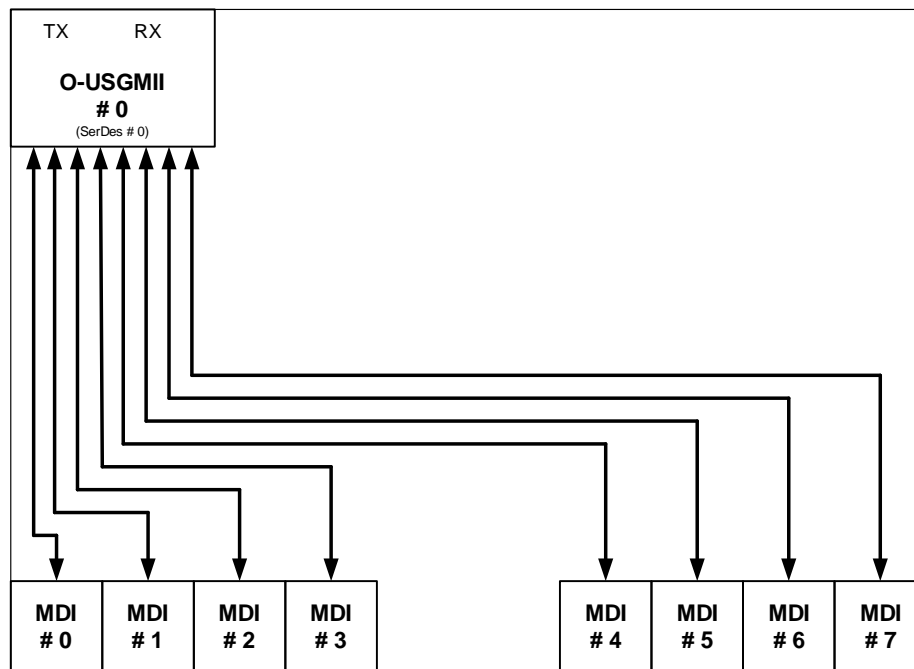 TX RX
O-USGMII
# 0
(SerDes # 0)
MDI
# 0
MDI
# 1
MDI
# 2
MDI
# 3
MDI
# 4
MDI
# 5
MDI
# 6
MDI
# 7